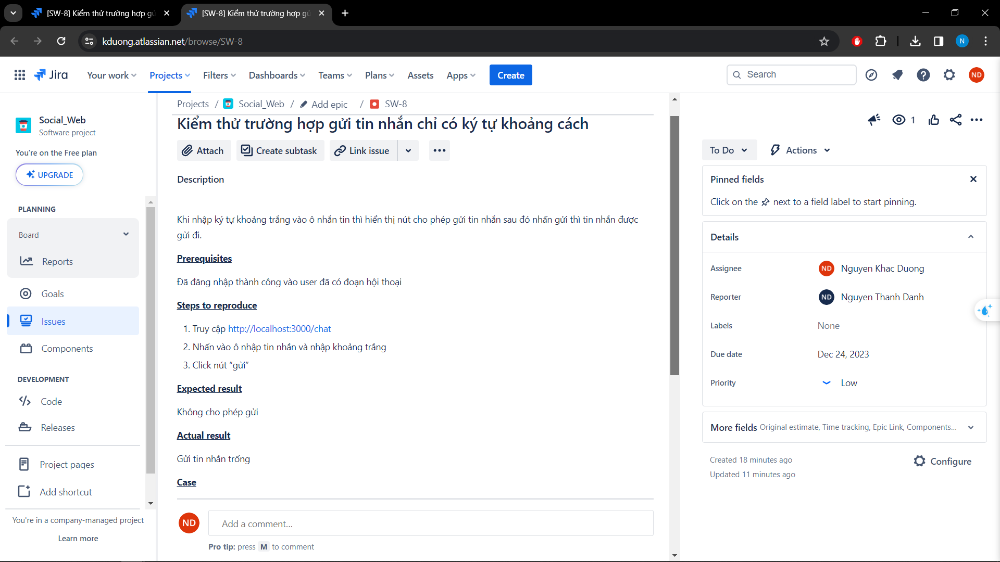 [SW-8] Kiểm thử trường hợp gử
[SW-8] Kiểm thử trường hợp gử
kduong.atlassian.net/browse/SW-8
N
Jira
Your work
Projects
Filters
Dashboards
Teams
Plans
Assets
Apps
Create
Search
ND
Social_Web
Software project
You're on the Free plan
UPGRADE
PLANNING
Board
Reports
Goals
Issues
Components
DEVELOPMENT
Code
Releases
Project pages
Add shortcut
You're in a company-managed project
Learn more
Projects / Social_Web / Add epic / SW-8
Kiểm thử trường hợp gửi tin nhắn chỉ có ký tự khoảng cách
Attach
Create subtask
Link issue
Description
Khi nhập ký tự khoảng trắng vào ô nhắn tin thì hiển thị nút cho phép gửi tin nhắn sau đó nhấn gửi thì tin nhắn được
gửi đi.
Prerequisites
Đã đăng nhập thành công vào user đã có đoạn hội thoại
Steps to reproduce
1. Truy cập http://localhost:3000/chat
2. Nhấn vào ô nhập tin nhắn và nhập khoảng trắng
3. Click nút “gửi”
Expected result
Không cho phép gửi
Actual result
Gửi tin nhắn trống
Case
ND
Add a comment...
Pro tip: press M to comment
1
To Do
Actions
Pinned fields
Click on the next to a field label to start pinning.
Details
Assignee
ND Nguyen Khac Duong
Reporter
ND Nguyen Thanh Danh
Labels
None
Due date
Dec 24, 2023
Priority
Low
More fields Original estimate, Time tracking, Epic Link, Components...
Created 18 minutes ago
Updated 11 minutes ago
Configure